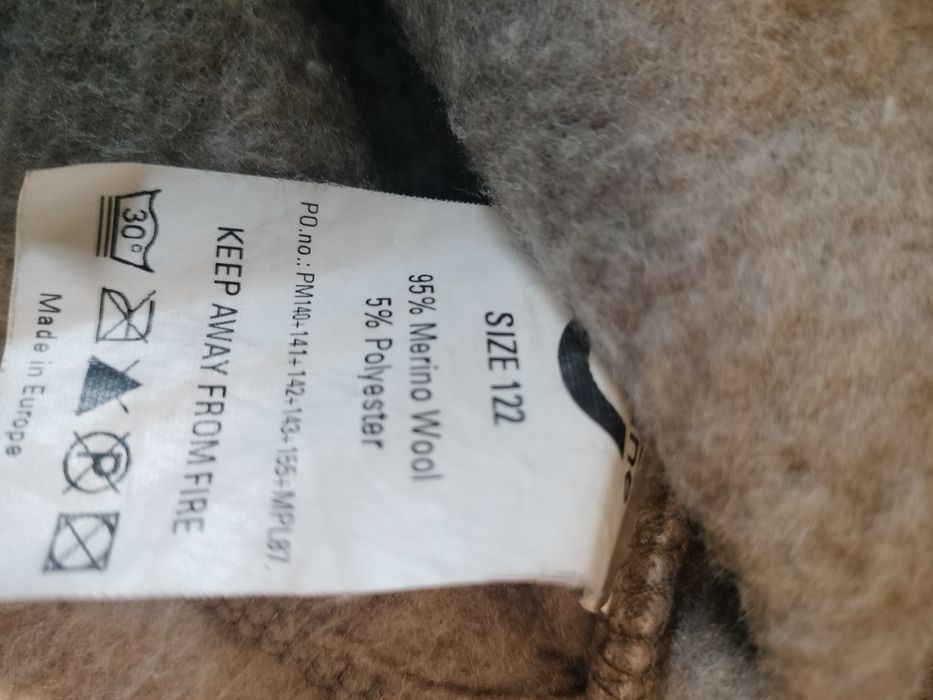 SIZE 122
95% Merino Wool
5% Polyester
PO.no.: PM140+141+142+143+155+MPL87.
KEEP AWAY FROM FIRE
30°
P
Made in Europe